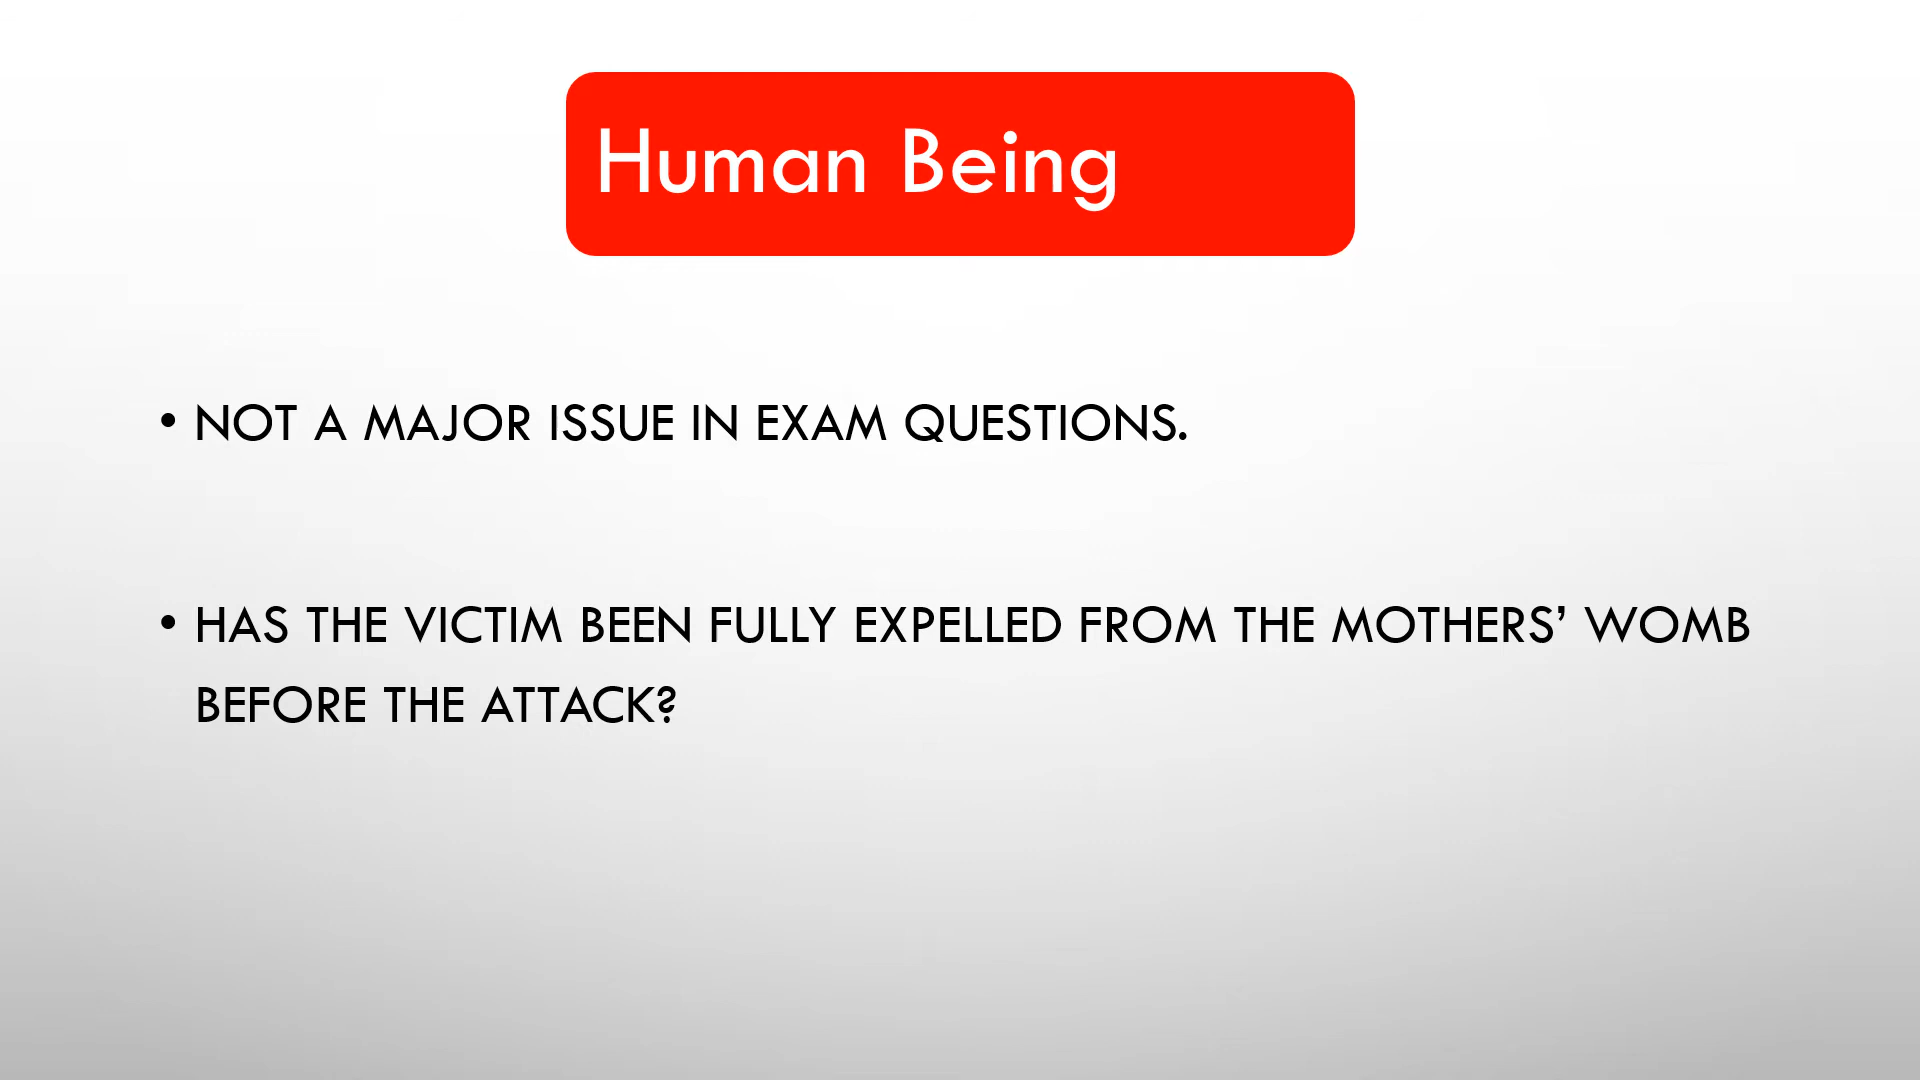 Human Being
• NOT A MAJOR ISSUE IN EXAM QUESTIONS.
• HAS THE VICTIM BEEN FULLY EXPELLED FROM THE MOTHERS’ WOMB
BEFORE THE ATTACK?